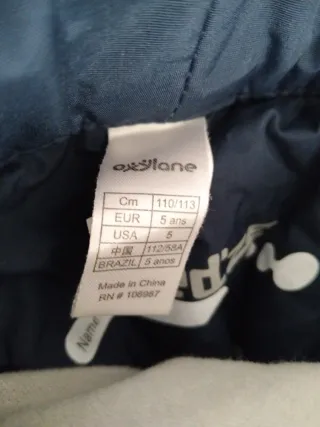 oxylane
Cm 110/113
EUR 5 ans
USA 5
中国 112/58A
BRAZIL 5 anos
Made in China
RN # 106967
Name